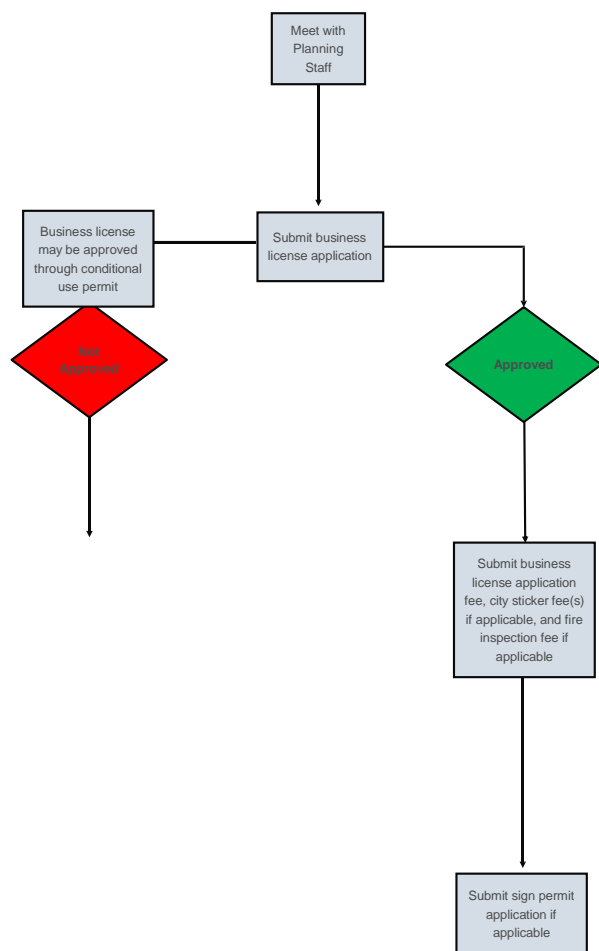 Meet with
Planning
Staff
Business license
may be approved
through conditional
use permit
Submit business
license application
Not
Approved
Approved
Submit business
license application
fee, city sticker fee(s)
if applicable, and fire
inspection fee if
applicable
Submit sign permit
application if
applicable